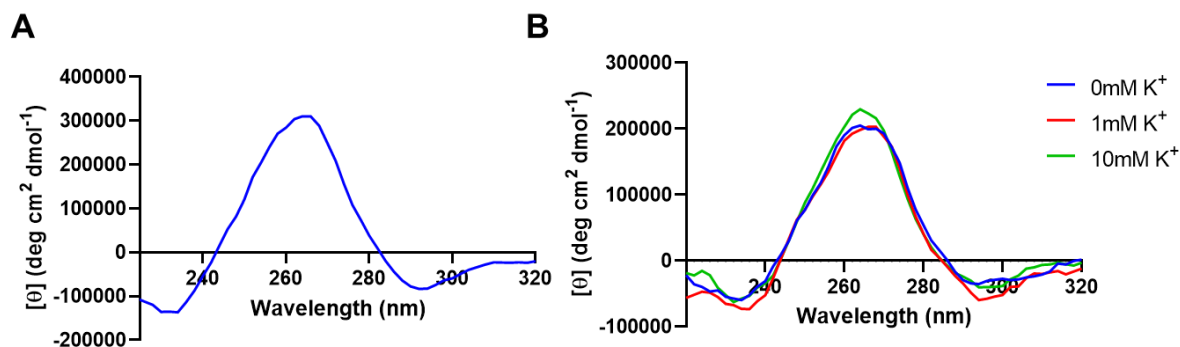 A
400000
300000
200000
100000
0
-100000
-200000
240
260
280
300
320
[θ] (deg cm² dmol⁻¹)
Wavelength (nm)
B
300000
200000
100000
0
-100000
240
260
280
300
320
[θ] (deg cm² dmol⁻¹)
Wavelength (nm)
0mM K⁺
1mM K⁺
10mM K⁺